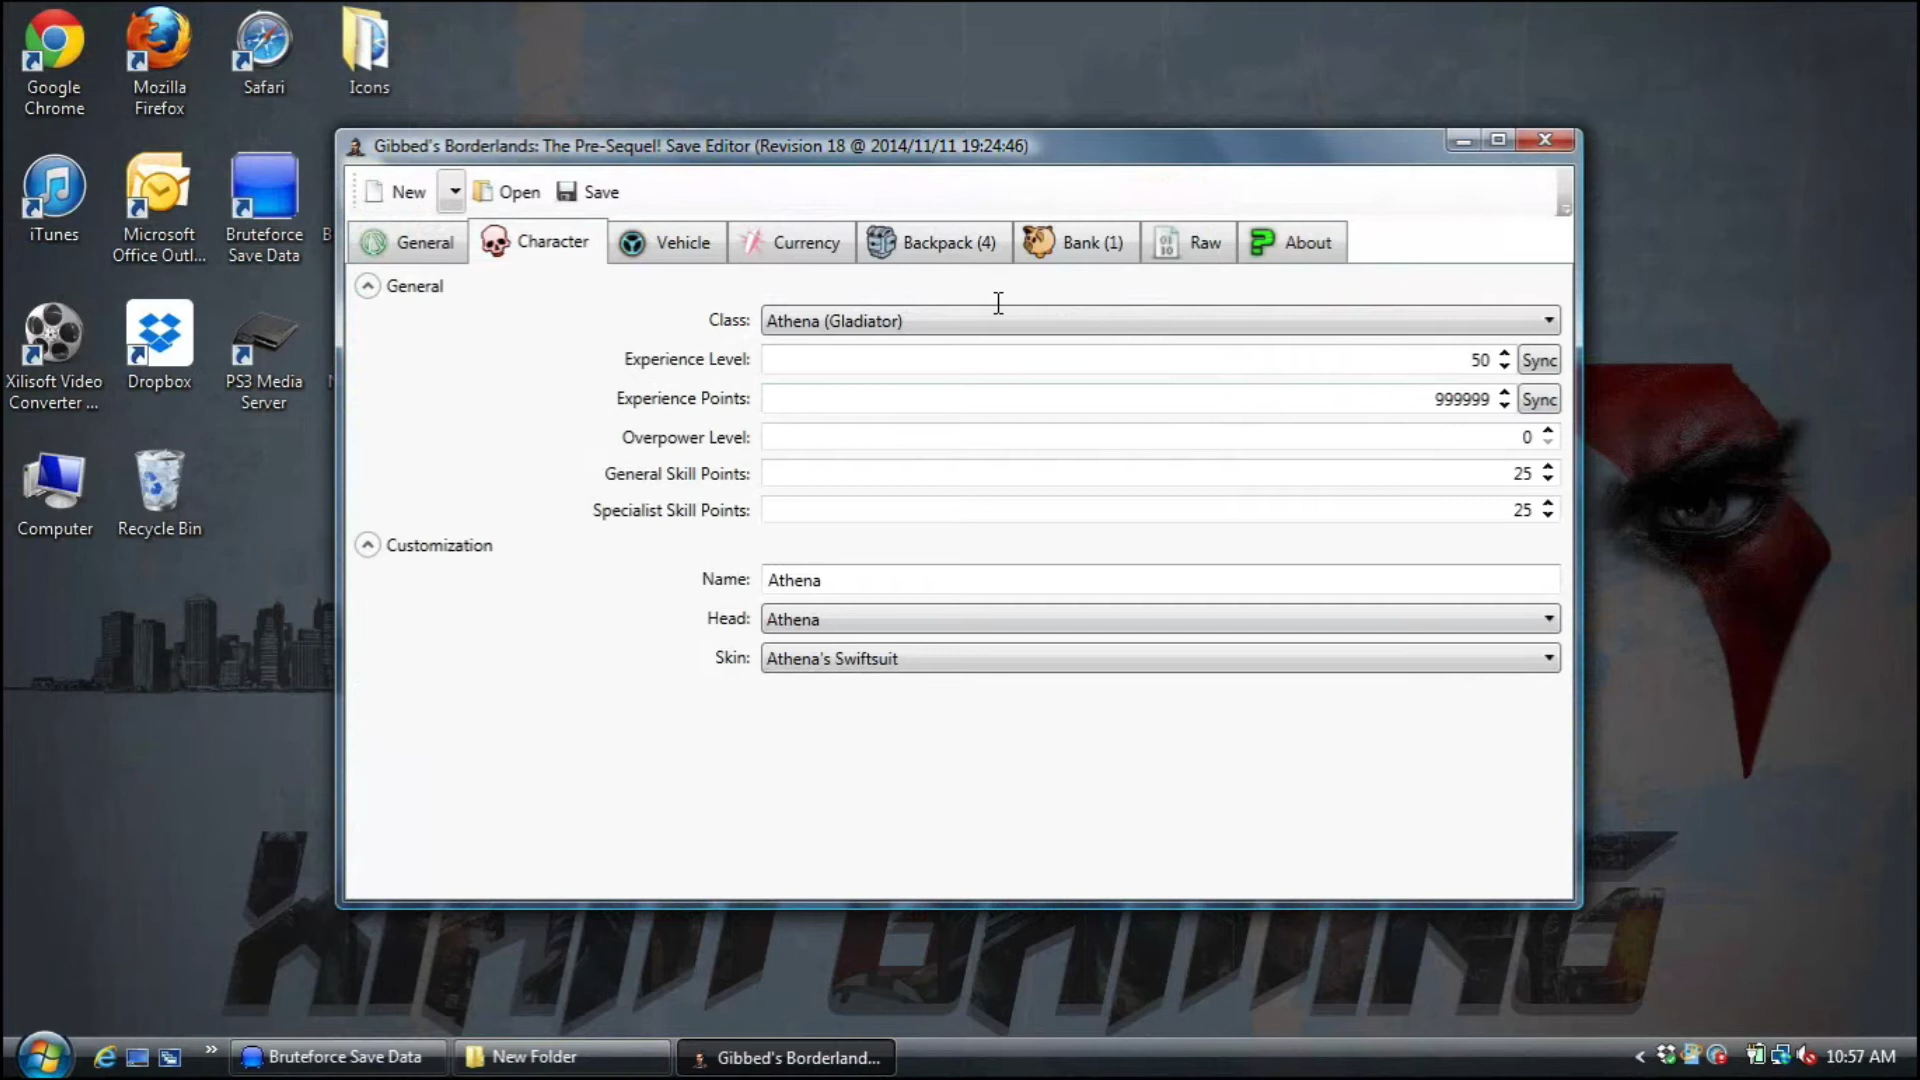 Google
Chrome
Mozilla
Firefox
Safari
Icons
iTunes
Microsoft
Office Outl...
Bruteforce
Save Data
B
Xilisoft Video
Converter ...
Dropbox
PS3 Media
Server
Computer
Recycle Bin
Gibbed's Borderlands: The Pre-Sequel! Save Editor (Revision 18 @ 2014/11/11 19:24:46)
New
Open
Save
General
Character
Vehicle
Currency
Backpack (4)
Bank (1)
Raw
About
General
Class: Athena (Gladiator)
Experience Level: 50 Sync
Experience Points: 999999 Sync
Overpower Level: 0
General Skill Points: 25
Specialist Skill Points: 25
Customization
Name: Athena
Head: Athena
Skin: Athena's Swiftsuit
GAMING
Bruteforce Save Data
New Folder
Gibbed's Borderland...
10:57 AM